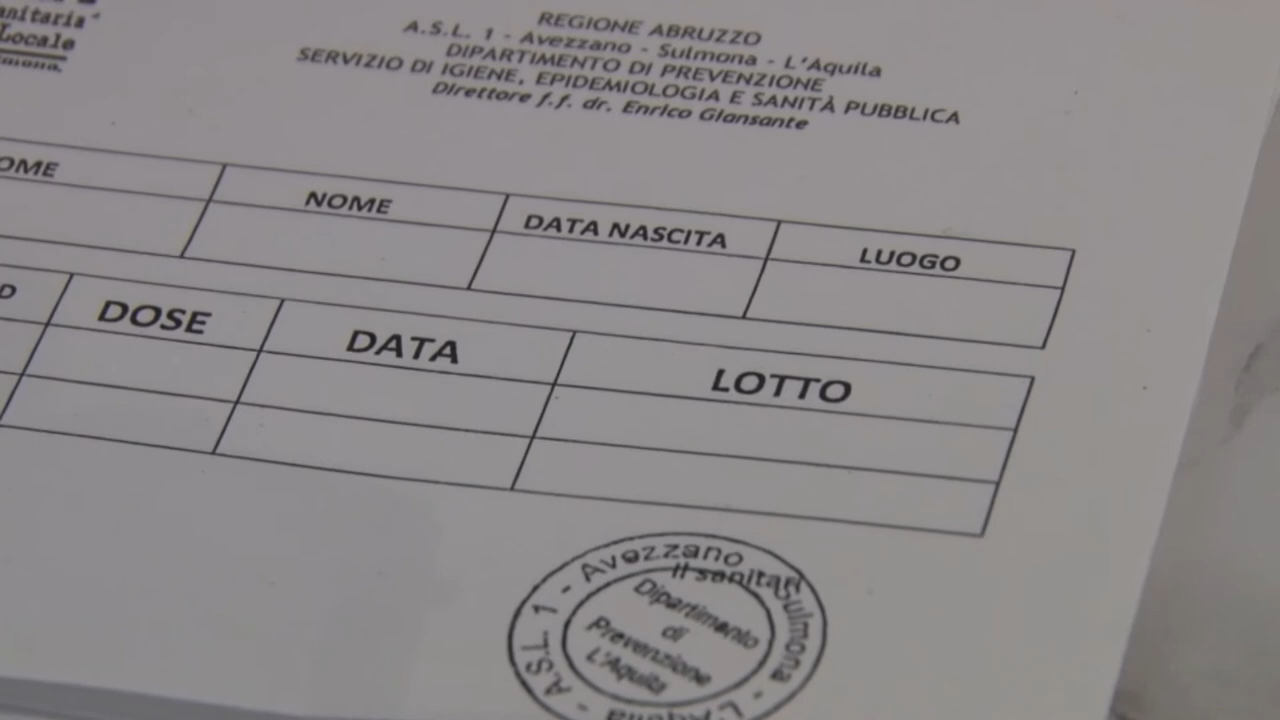 anitaria"
Locale
REGIONE ABRUZZO
A.S.L. 1 - Avezzano - Sulmona - L'Aquila
DIPARTIMENTO DI PREVENZIONE
SERVIZIO DI IGIENE, EPIDEMIOLOGIA E SANITÀ PUBBLICA
Direttore f.f. dr. Enrico Giansante
OME
NOME
DATA NASCITA
LUOGO
D
DOSE
DATA
LOTTO
A.S.L. 1 - Avezzano - Sulmona - L'Aquila
Il sanitari
Dipartimento
di
Prevenzione
L'Aquila